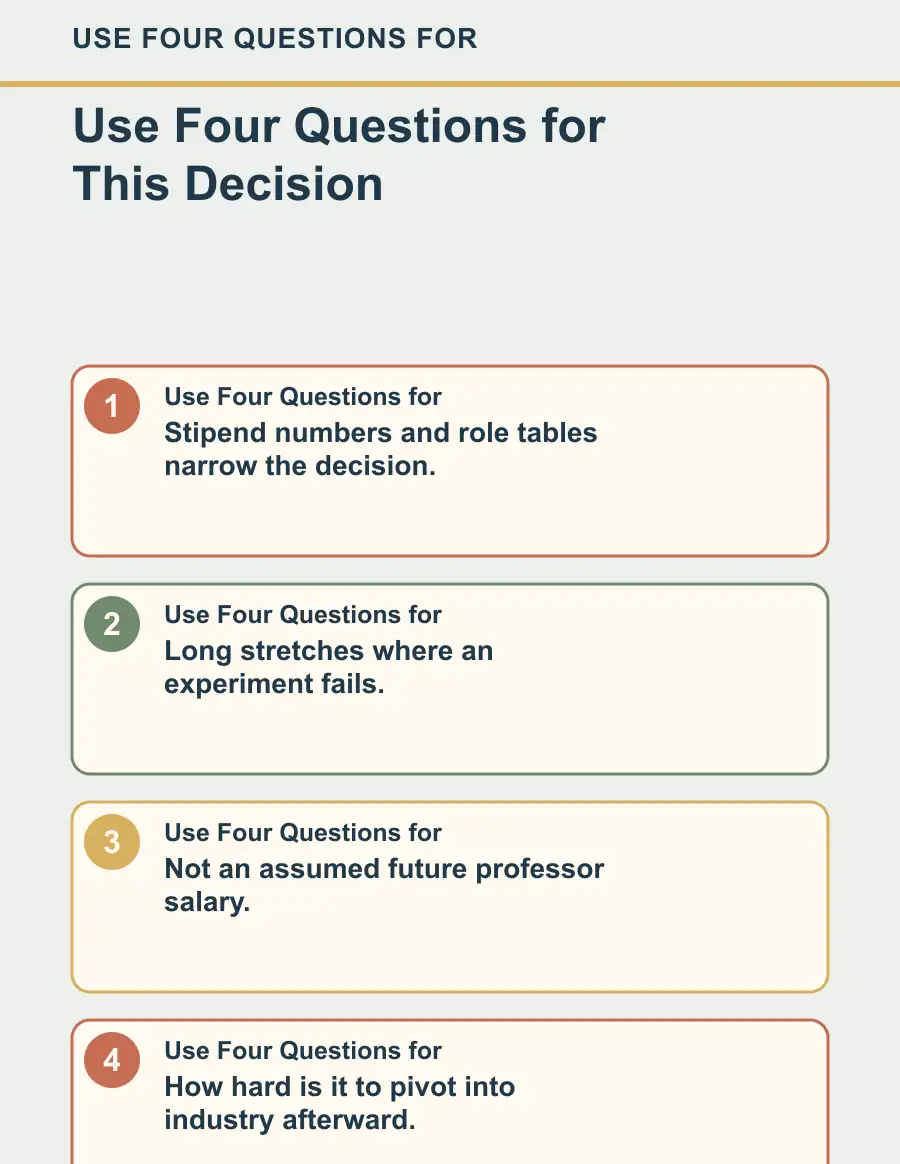 USE FOUR QUESTIONS FOR
Use Four Questions for
This Decision
1
Use Four Questions for
Stipend numbers and role tables
narrow the decision.
2
Use Four Questions for
Long stretches where an
experiment fails.
3
Use Four Questions for
Not an assumed future professor
salary.
4
Use Four Questions for
How hard is it to pivot into
industry afterward.